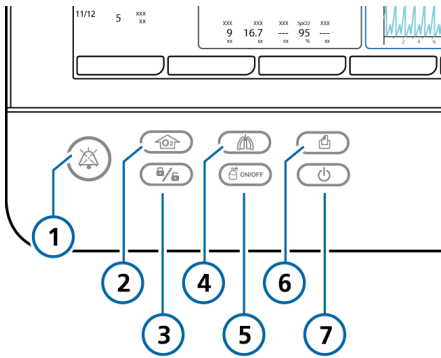 11/12 5 xxx
xx
xxx xxx xxx SpO2 xxx
9 16.7 --- 95 ---
xx xx xx % xx
2 4 6
O2
ON/OFF
1
2 4 6
3 5 7